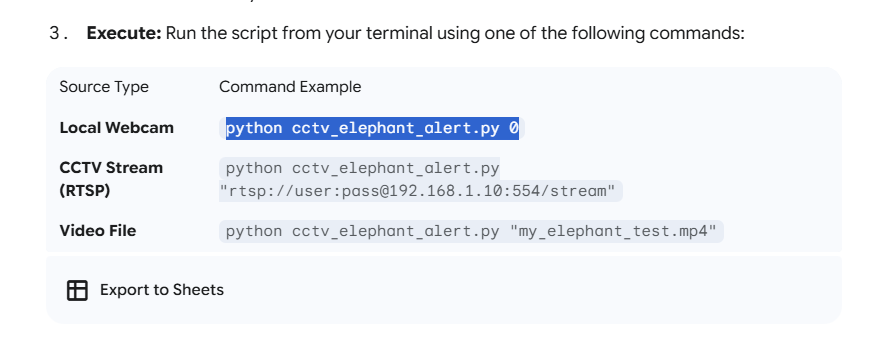 3. Execute: Run the script from your terminal using one of the following commands:
Source Type Command Example
Local Webcam python cctv_elephant_alert.py 0
CCTV Stream python cctv_elephant_alert.py
(RTSP) "rtsp://user:pass@192.168.1.10:554/stream"
Video File python cctv_elephant_alert.py "my_elephant_test.mp4"
Export to Sheets